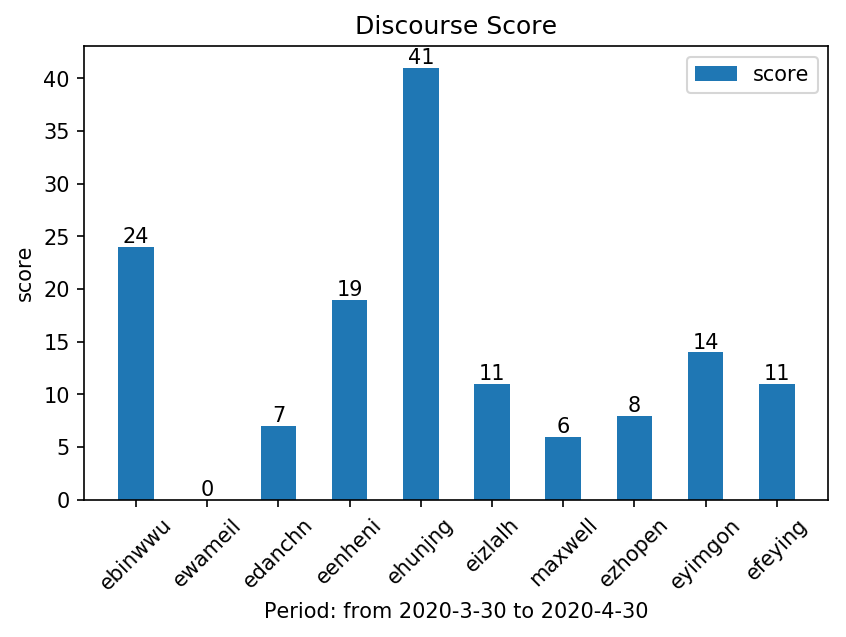 Discourse Score
score
40
35
30
25
20
15
10
5
0
score
24
0
7
19
41
11
6
8
14
11
ebinwwu
ewameil
edanchn
eenheni
ehunjng
eizlalh
maxwell
ezhopen
eyimgon
efeying
Period: from 2020-3-30 to 2020-4-30